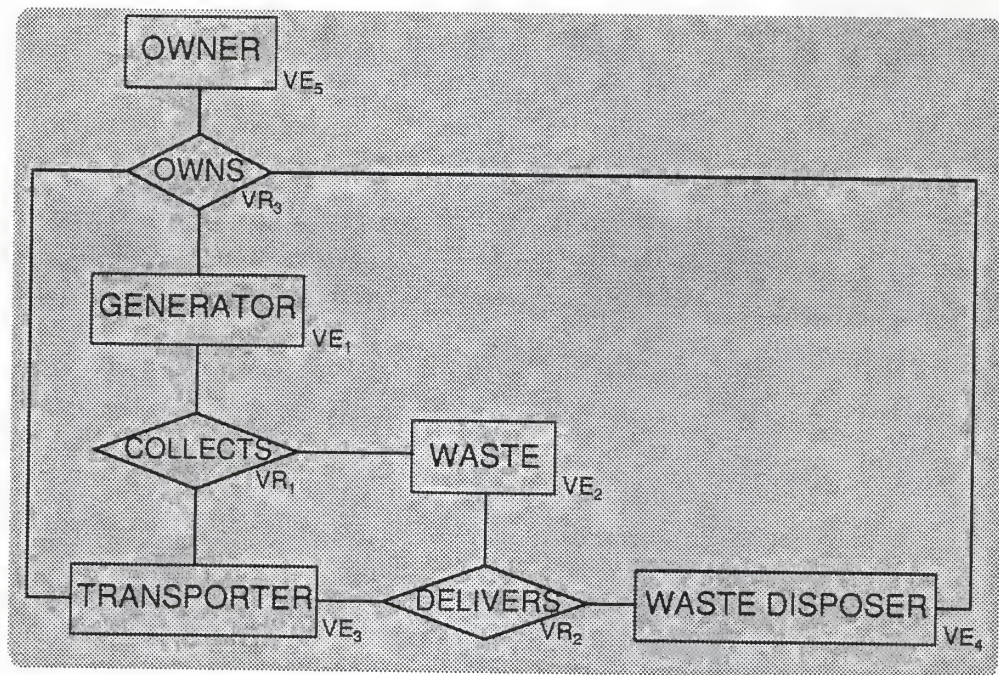 OWNER
VE₅
OWNS
VR₃
GENERATOR
VE₁
COLLECTS
VR₁
WASTE
VE₂
TRANSPORTER
VE₃
DELIVERS
VR₂
WASTE DISPOSER
VE₄